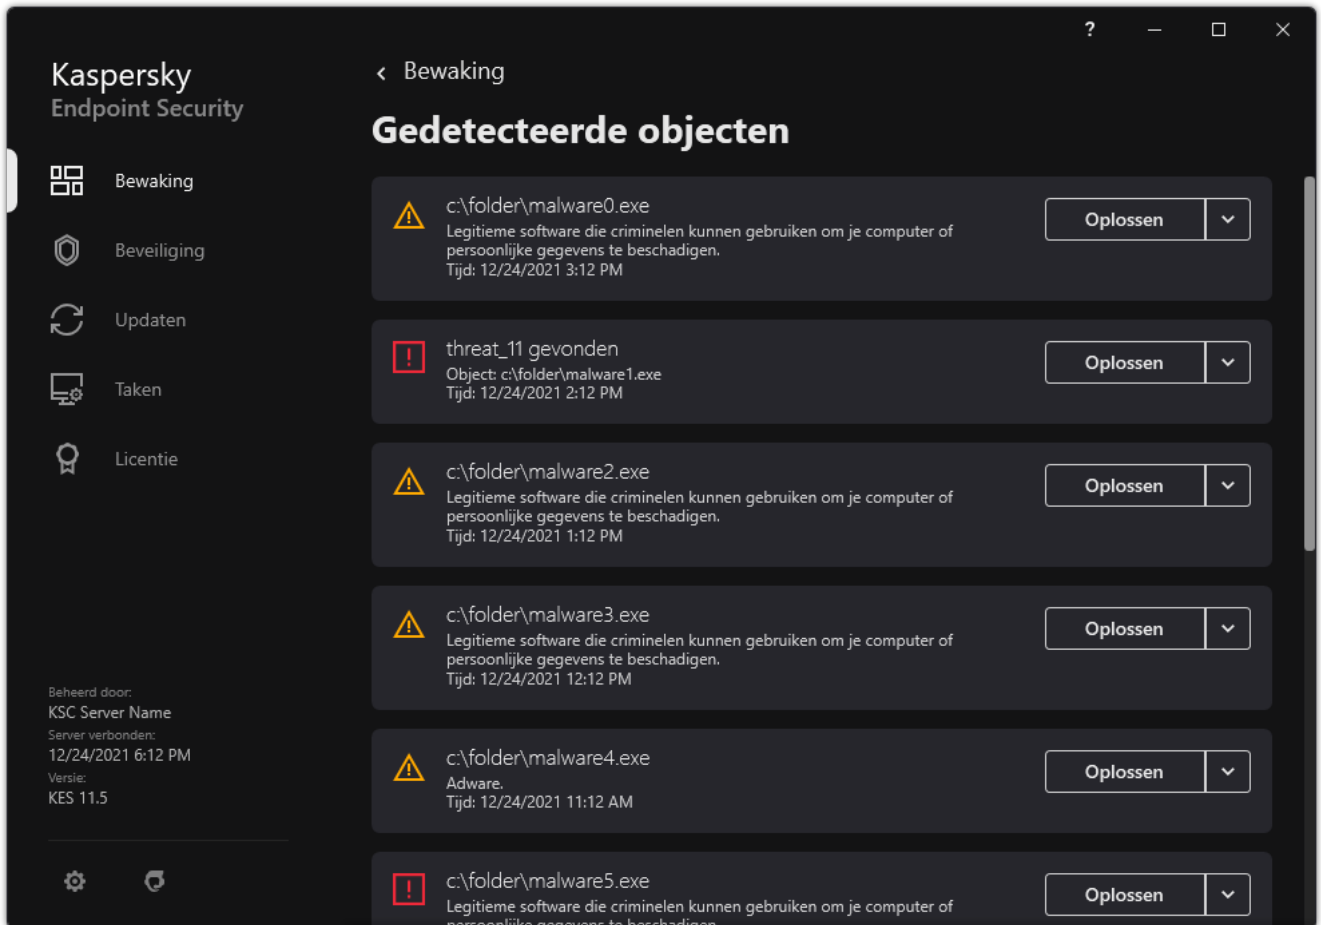 ?
Kaspersky
Endpoint Security
Bewaking
Beveiliging
Updaten
Taken
Licentie
Beheerd door:
KSC Server Name
Server verbonden:
12/24/2021 6:12 PM
Versie:
KES 11.5
Bewaking
Gedetecteerde objecten
c:\folder\malware0.exe
Legitieme software die criminelen kunnen gebruiken om je computer of
persoonlijke gegevens te beschadigen.
Tijd: 12/24/2021 3:12 PM
Oplossen
threat_11 gevonden
Object: c:\folder\malware1.exe
Tijd: 12/24/2021 2:12 PM
Oplossen
c:\folder\malware2.exe
Legitieme software die criminelen kunnen gebruiken om je computer of
persoonlijke gegevens te beschadigen.
Tijd: 12/24/2021 1:12 PM
Oplossen
c:\folder\malware3.exe
Legitieme software die criminelen kunnen gebruiken om je computer of
persoonlijke gegevens te beschadigen.
Tijd: 12/24/2021 12:12 PM
Oplossen
c:\folder\malware4.exe
Adware.
Tijd: 12/24/2021 11:12 AM
Oplossen
c:\folder\malware5.exe
Legitieme software die criminelen kunnen gebruiken om je computer of
persoonlijke gegevens te beschadigen.
Oplossen